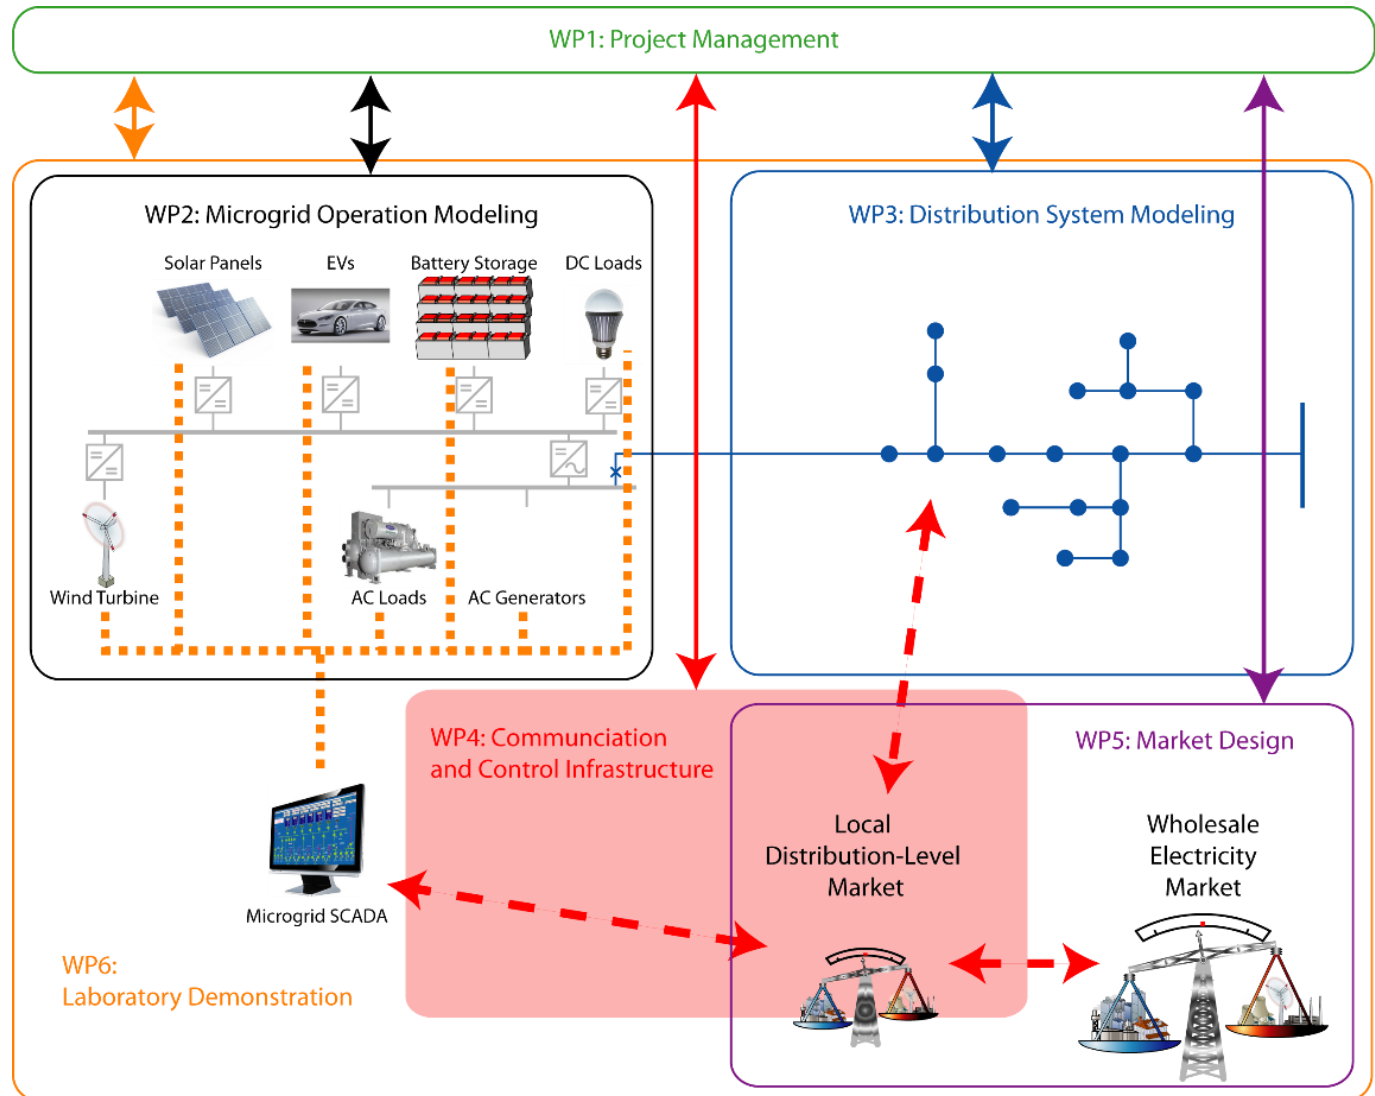 WP1: Project Management
WP2: Microgrid Operation Modeling
Solar Panels
EVs
Battery Storage
DC Loads
Wind Turbine
AC Loads
AC Generators
WP3: Distribution System Modeling
WP4: Communciation
and Control Infrastructure
WP5: Market Design
Local
Distribution-Level
Market
Wholesale
Electricity
Market
Microgrid SCADA
WP6:
Laboratory Demonstration